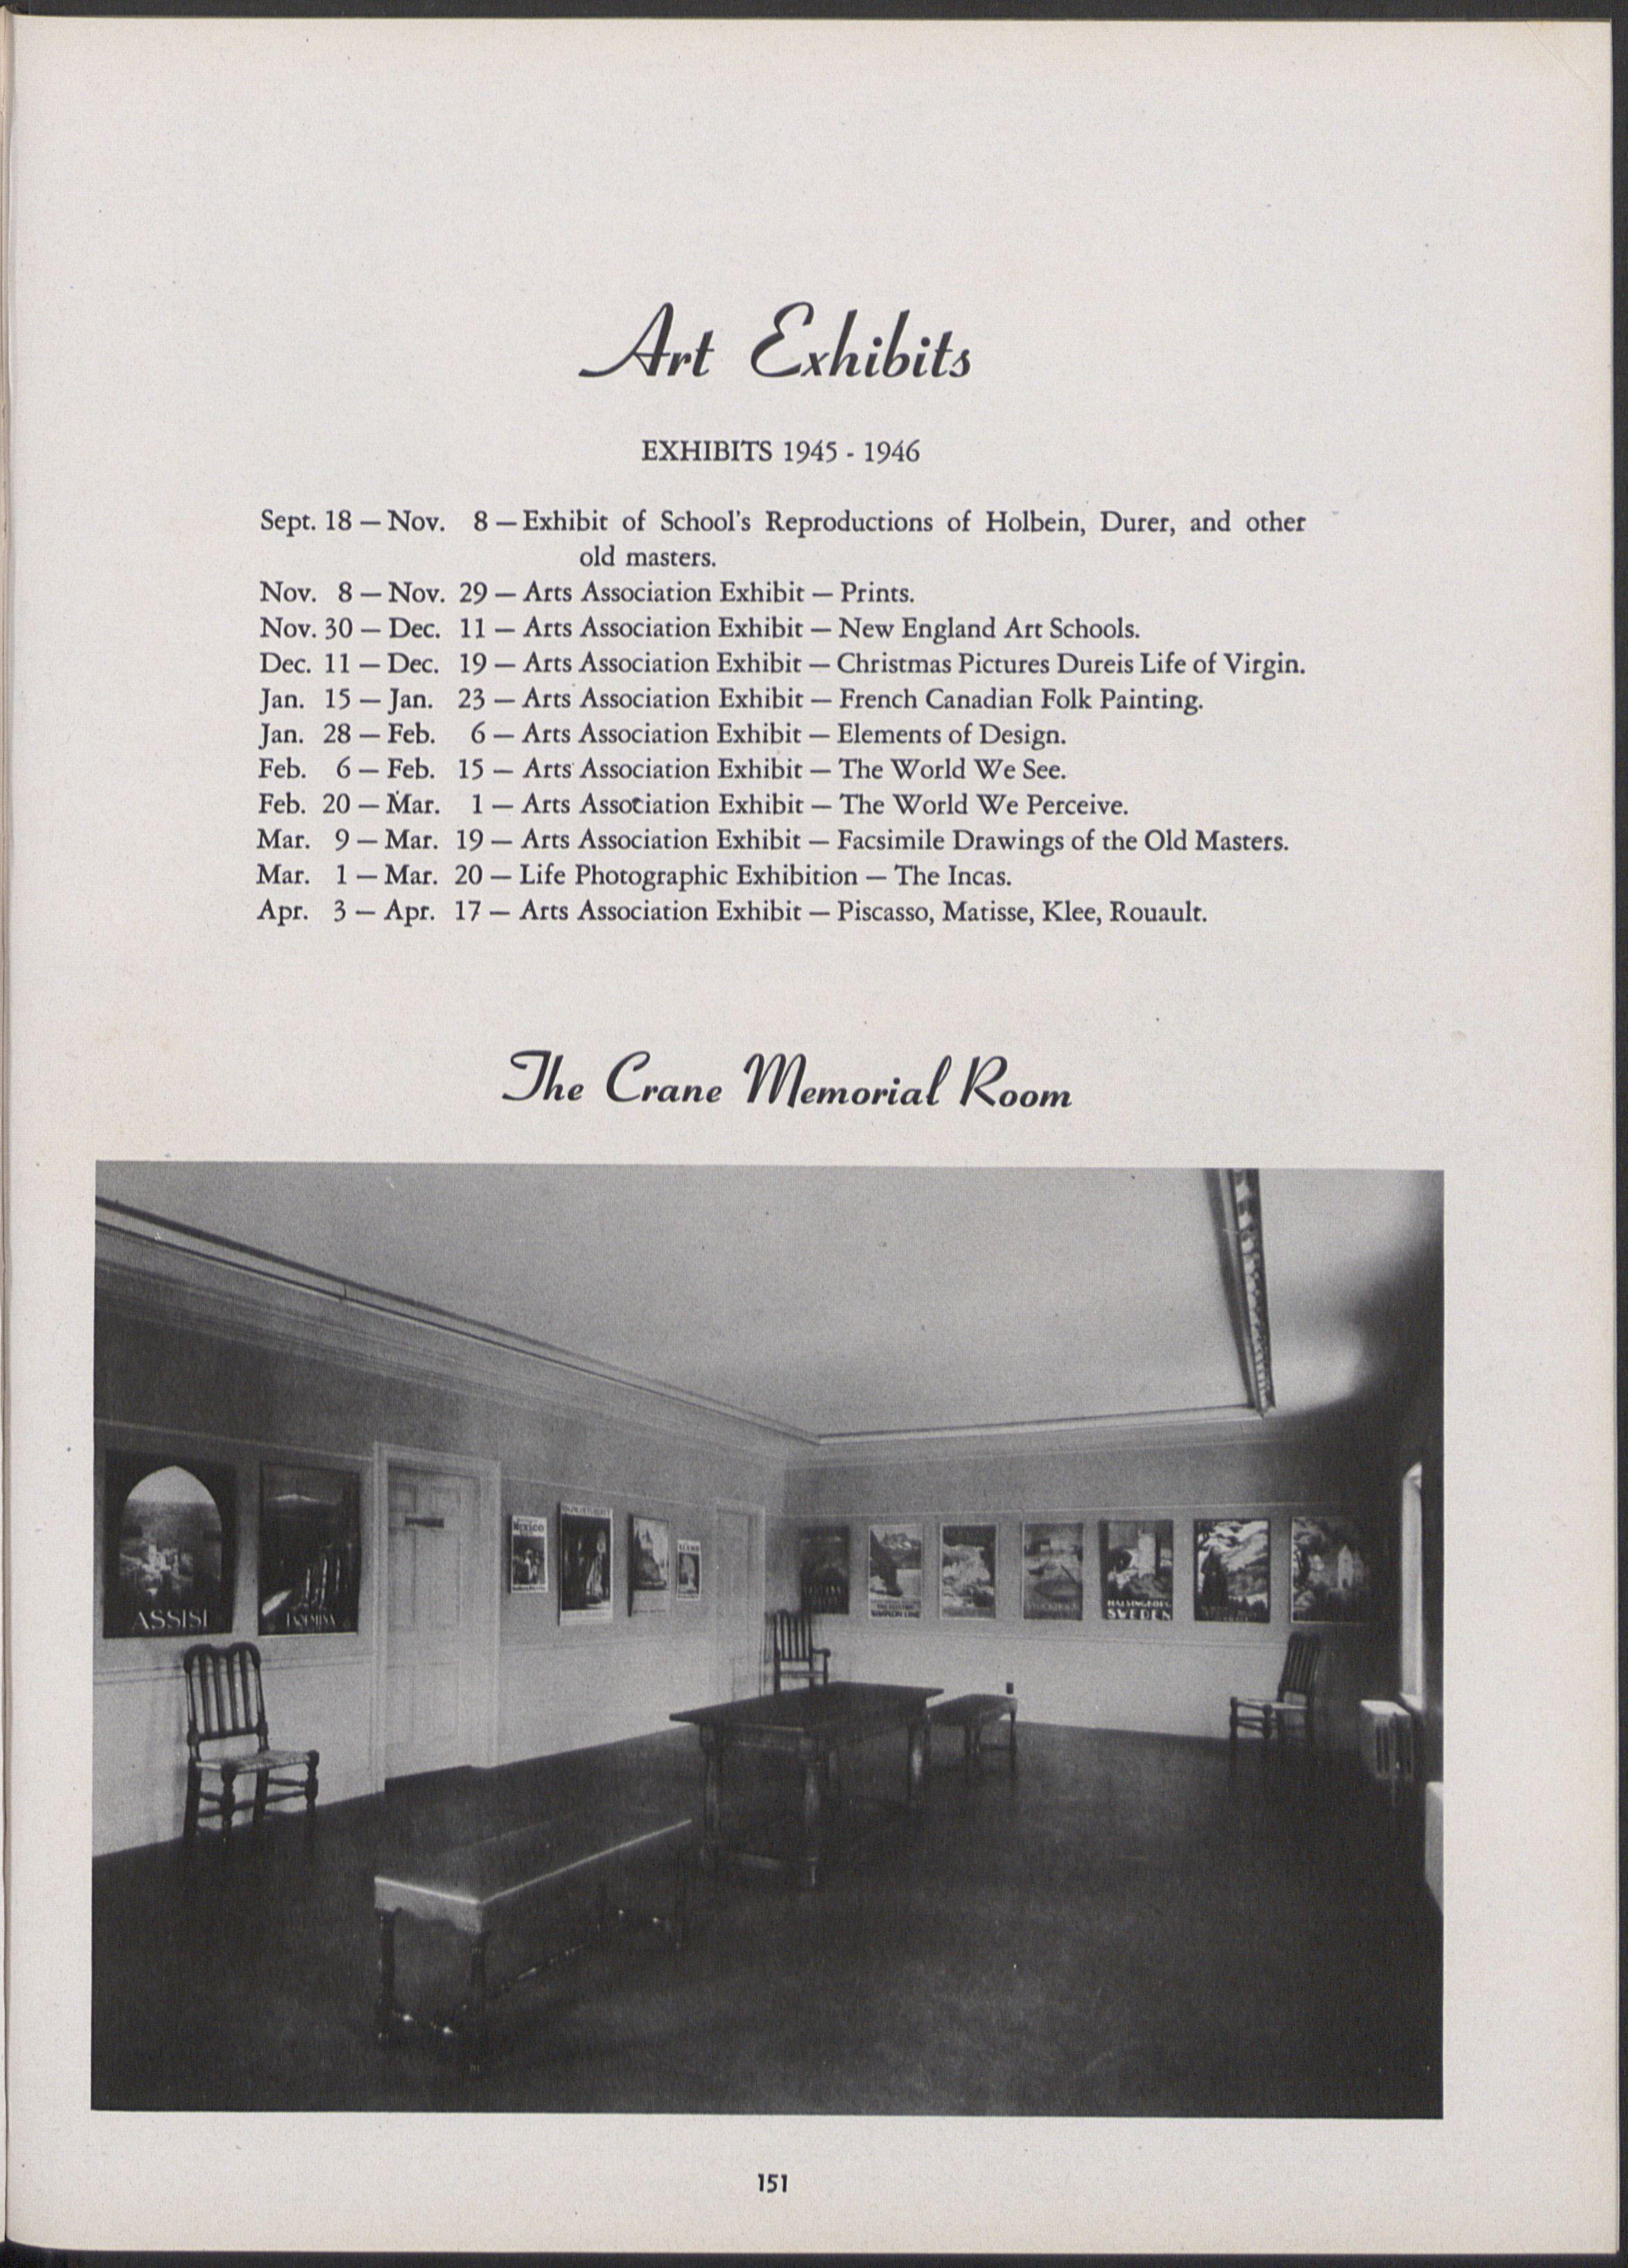 Art Exhibits
EXHIBITS 1945 - 1946
Sept. 18 — Nov. 8 — Exhibit of School's Reproductions of Holbein, Durer, and other
old masters.
Nov. 8 — Nov. 29 — Arts Association Exhibit — Prints.
Nov. 30 — Dec. 11 — Arts Association Exhibit — New England Art Schools.
Dec. 11 — Dec. 19 — Arts Association Exhibit — Christmas Pictures Dureis Life of Virgin.
Jan. 15 — Jan. 23 — Arts Association Exhibit — French Canadian Folk Painting.
Jan. 28 — Feb. 6 — Arts Association Exhibit — Elements of Design.
Feb. 6 — Feb. 15 — Arts Association Exhibit — The World We See.
Feb. 20 — Mar. 1 — Arts Association Exhibit — The World We Perceive.
Mar. 9 — Mar. 19 — Arts Association Exhibit — Facsimile Drawings of the Old Masters.
Mar. 1 — Mar. 20 — Life Photographic Exhibition — The Incas.
Apr. 3 — Apr. 17 — Arts Association Exhibit — Piscasso, Matisse, Klee, Rouault.
The Crane Memorial Room
ASSISI
MEXICO
SWEDEN
151